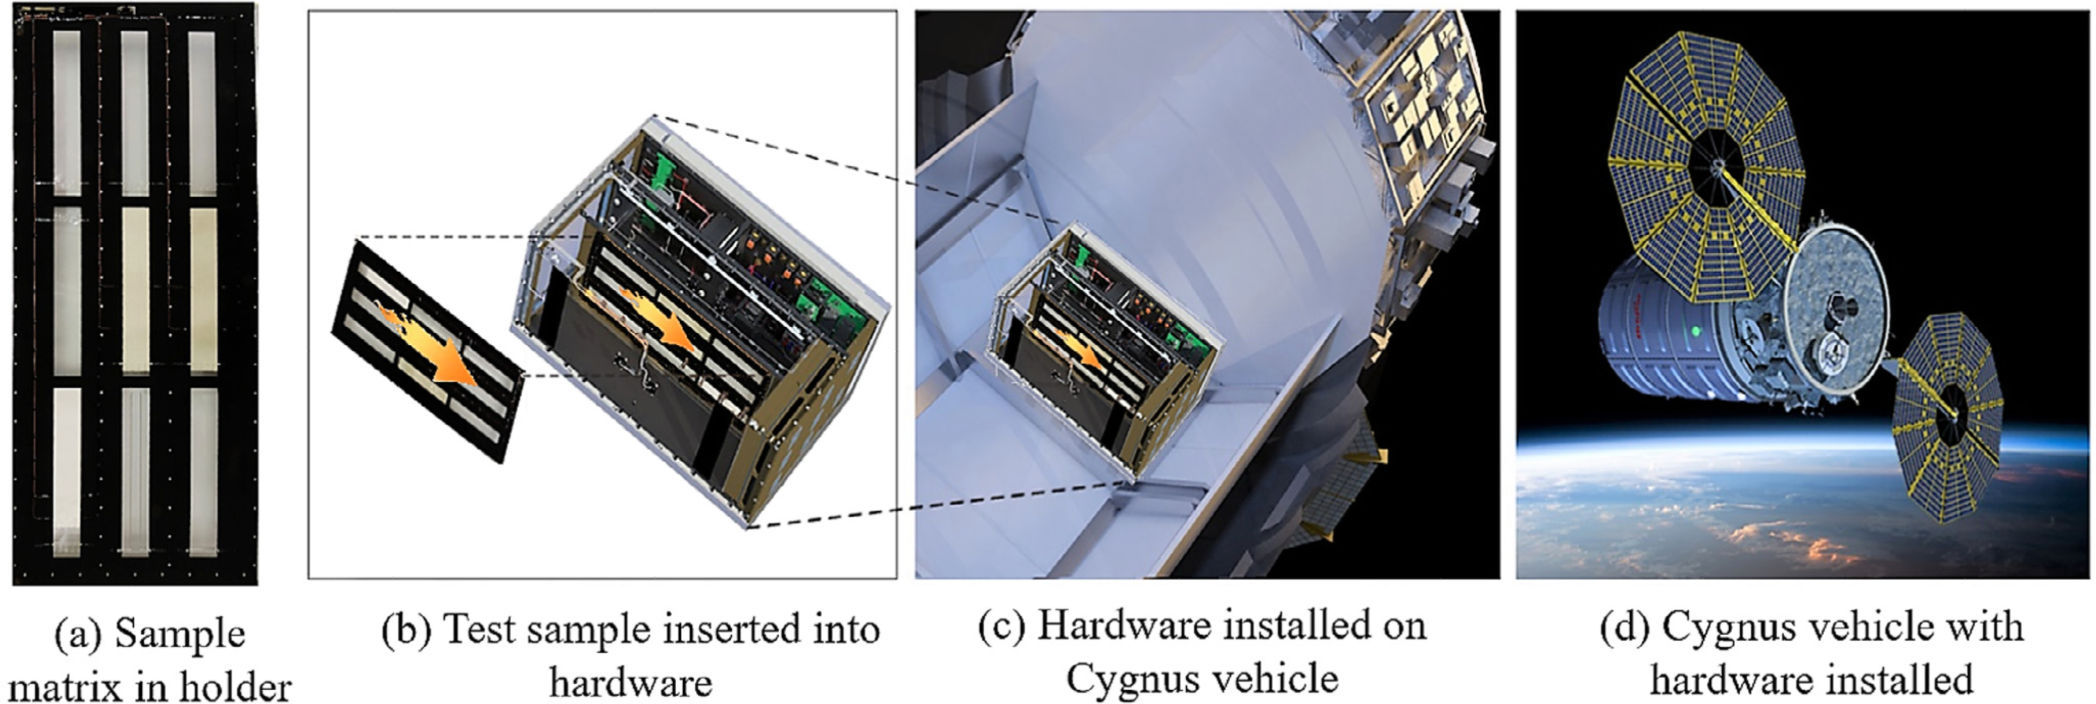 (a) Sample
matrix in holder
(b) Test sample inserted into
hardware
(c) Hardware installed on
Cygnus vehicle
(d) Cygnus vehicle with
hardware installed